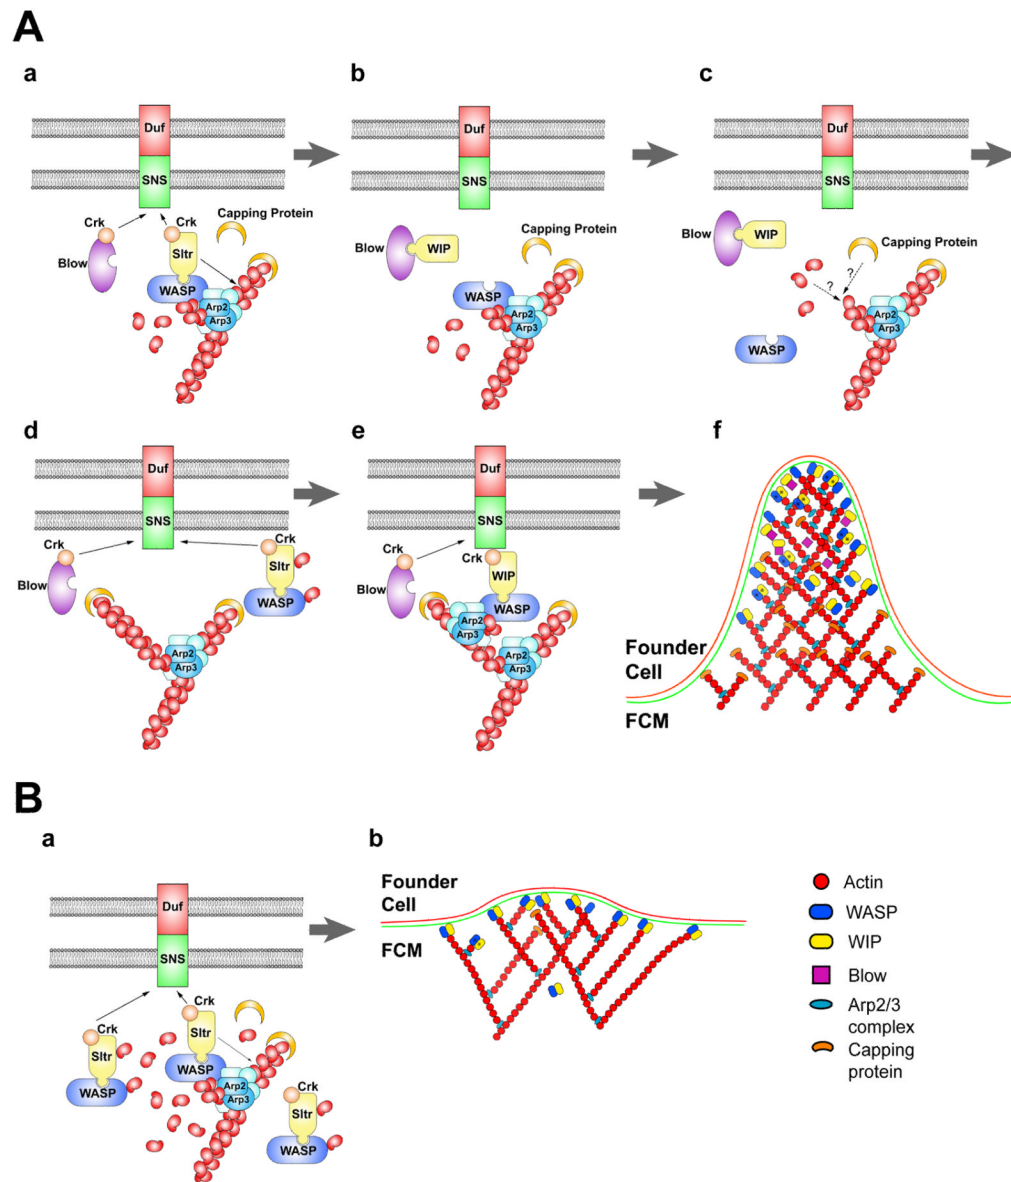 A
a
b
c
Duf
Duf
Duf
SNS
SNS
SNS
Crk
Crk
Capping Protein
Blow
Sltr
WASP
Arp2
Arp3
Blow
WIP
Capping Protein
WASP
Arp2
Arp3
Blow
WIP
Capping Protein
?
?
WASP
Arp2
Arp3
d
e
f
Duf
Duf
SNS
SNS
Crk
Crk
Blow
Sltr
WASP
Arp2
Arp3
Crk
Crk
Blow
WIP
WASP
Arp2
Arp3
Arp2
Arp3
Founder
Cell
FCM
B
a
b
Duf
SNS
Crk
Sltr
WASP
Crk
Sltr
WASP
Arp2
Arp3
Crk
Sltr
WASP
Founder
Cell
FCM
Actin
WASP
WIP
Blow
Arp2/3
complex
Capping
protein